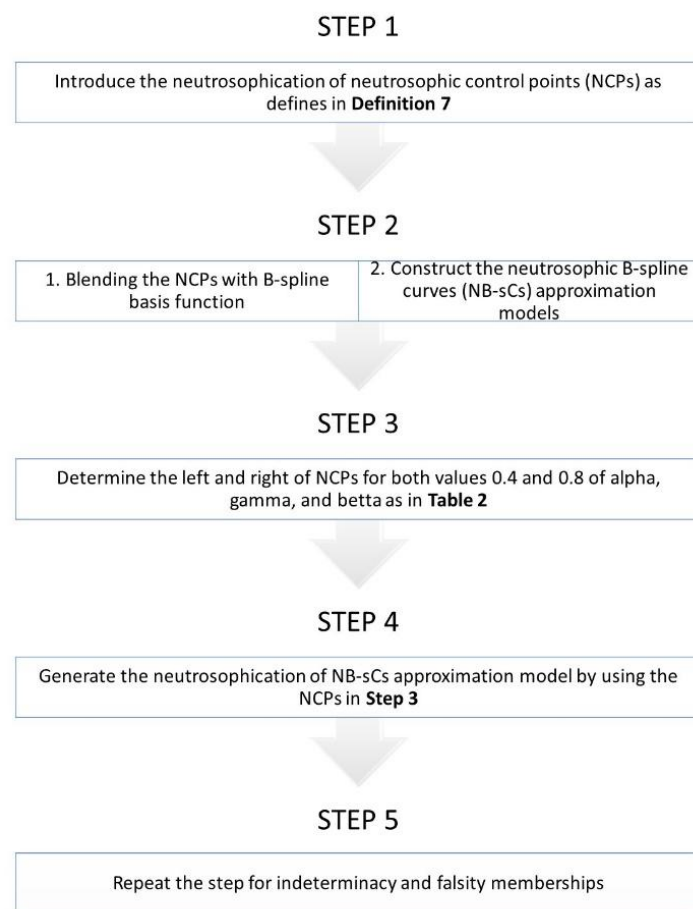 STEP 1
Introduce the neutrosophication of neutrosophic control points (NCPs) as
defines in Definition 7
STEP 2
1. Blending the NCPs with B-spline
basis function
2. Construct the neutrosophic B-spline
curves (NB-sCs) approximation
models
STEP 3
Determine the left and right of NCPs for both values 0.4 and 0.8 of alpha,
gamma, and betta as in Table 2
STEP 4
Generate the neutrosophication of NB-sCs approximation model by using the
NCPs in Step 3
STEP 5
Repeat the step for indeterminacy and falsity memberships